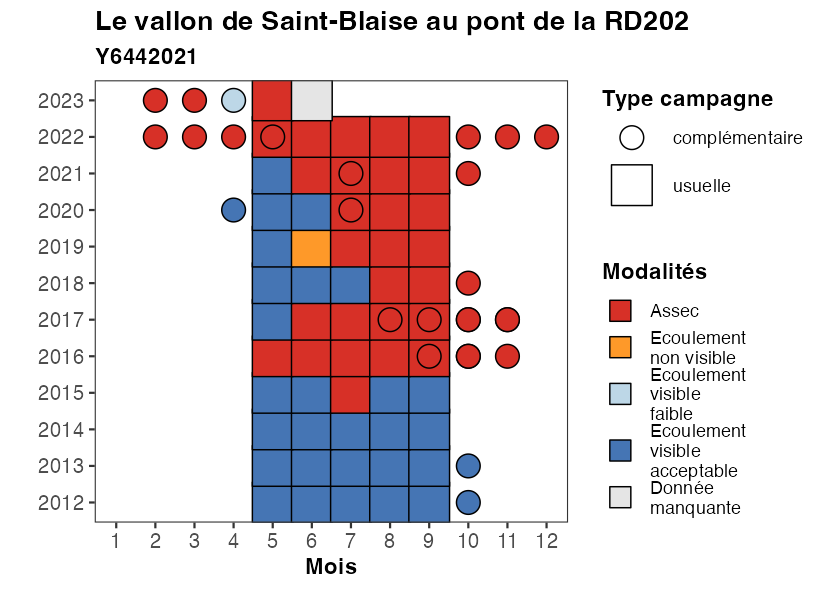 Le vallon de Saint-Blaise au pont de la RD202
Y6442021
2023
2022
2021
2020
2019
2018
2017
2016
2015
2014
2013
2012
1 2 3 4 5 6 7 8 9 10 11 12
Mois
Type campagne
complémentaire
usuelle
Modalités
Assec
Ecoulement
non visible
Ecoulement
visible
faible
Ecoulement
visible
acceptable
Donnée
manquante